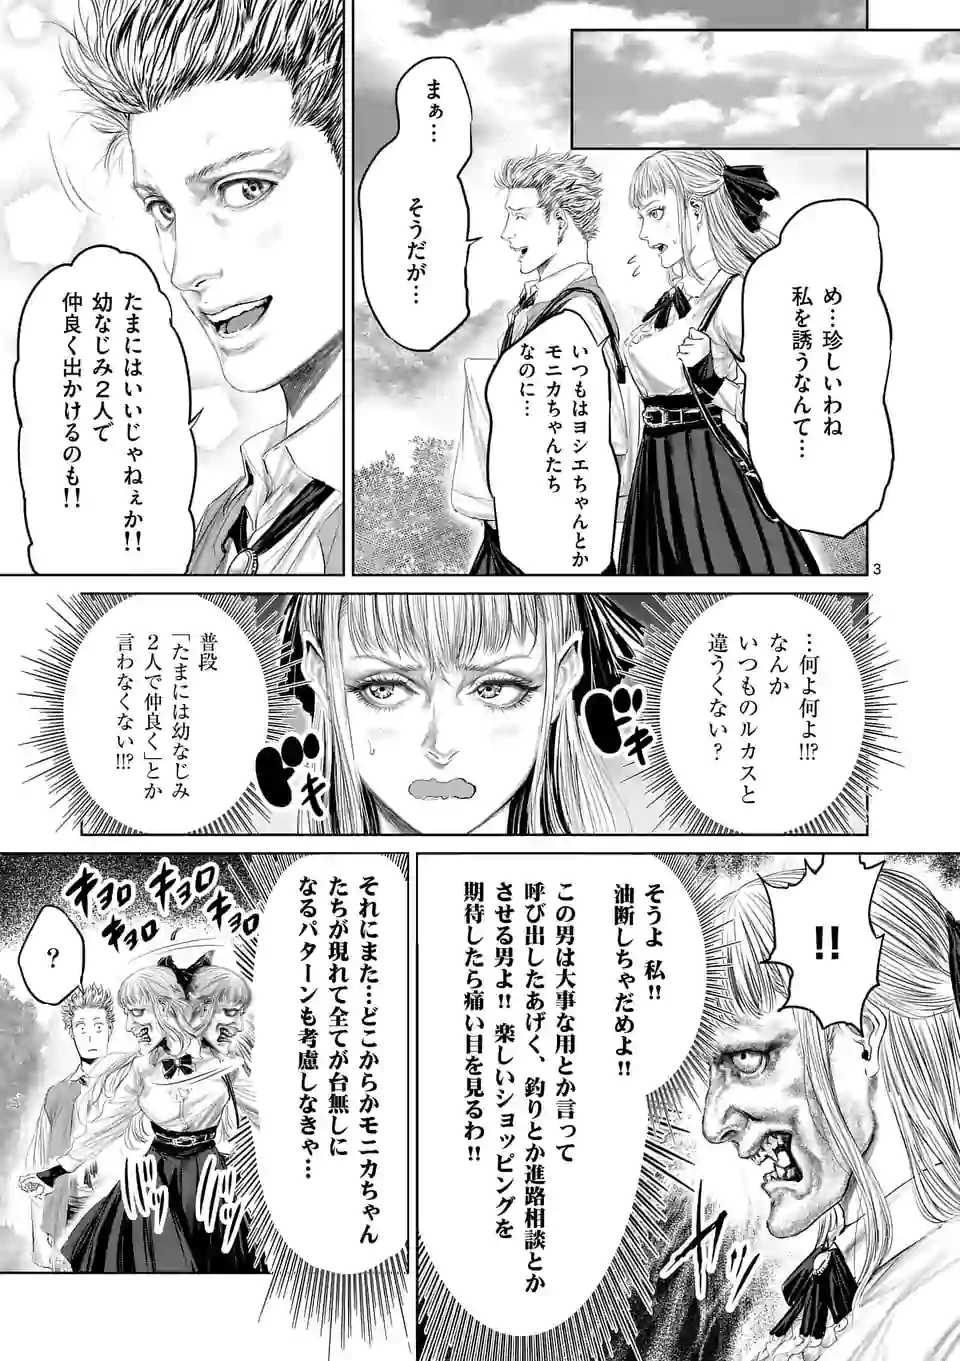 め…珍しいわね
私を誘うなんて…
まぁ…
そうだが…
いつもはヨシエちゃんとか
モニカちゃんたち
なのに…
たまにはいいじゃねぇか!!
幼なじみ2人で
仲良く出かけるのも!!
3
…何よ何よ!!!?
なんか
いつものルカスと
違うくない?
ドドキ
ドキ
普段
「たまには幼なじみ
2人で仲良く」とか
言わなくない!!!?
!!
そうよ 私!!
油断しちゃだめよ!!
この男は大事な用とか言って
呼び出したあげく、釣りとか進路相談とか
させる男よ!! 楽しいショッピングを
期待したら痛い目を見るわ!!
それにまた…どこからかモニカちゃん
たちが現れて全てが台無しに
なるパターンも考慮しなきゃ…
キョロ
キョロ
キョロ
キョロ
?